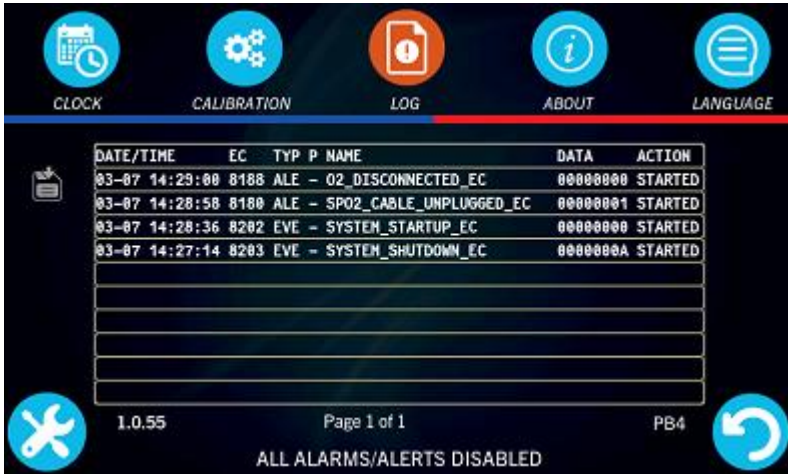 CLOCK CALIBRATION LOG ABOUT LANGUAGE
DATE/TIME EC TYP P NAME DATA ACTION
03-07 14:29:00 8188 ALE - O2_DISCONNECTED_EC 00000000 STARTED
03-07 14:28:58 8180 ALE - SPO2_CABLE_UNPLUGGED_EC 00000001 STARTED
03-07 14:28:36 8202 EVE - SYSTEM_STARTUP_EC 00000000 STARTED
03-07 14:27:14 8203 EVE - SYSTEM_SHUTDOWN_EC 0000000A STARTED
1.0.55 Page 1 of 1 PB4
ALL ALARMS/ALERTS DISABLED